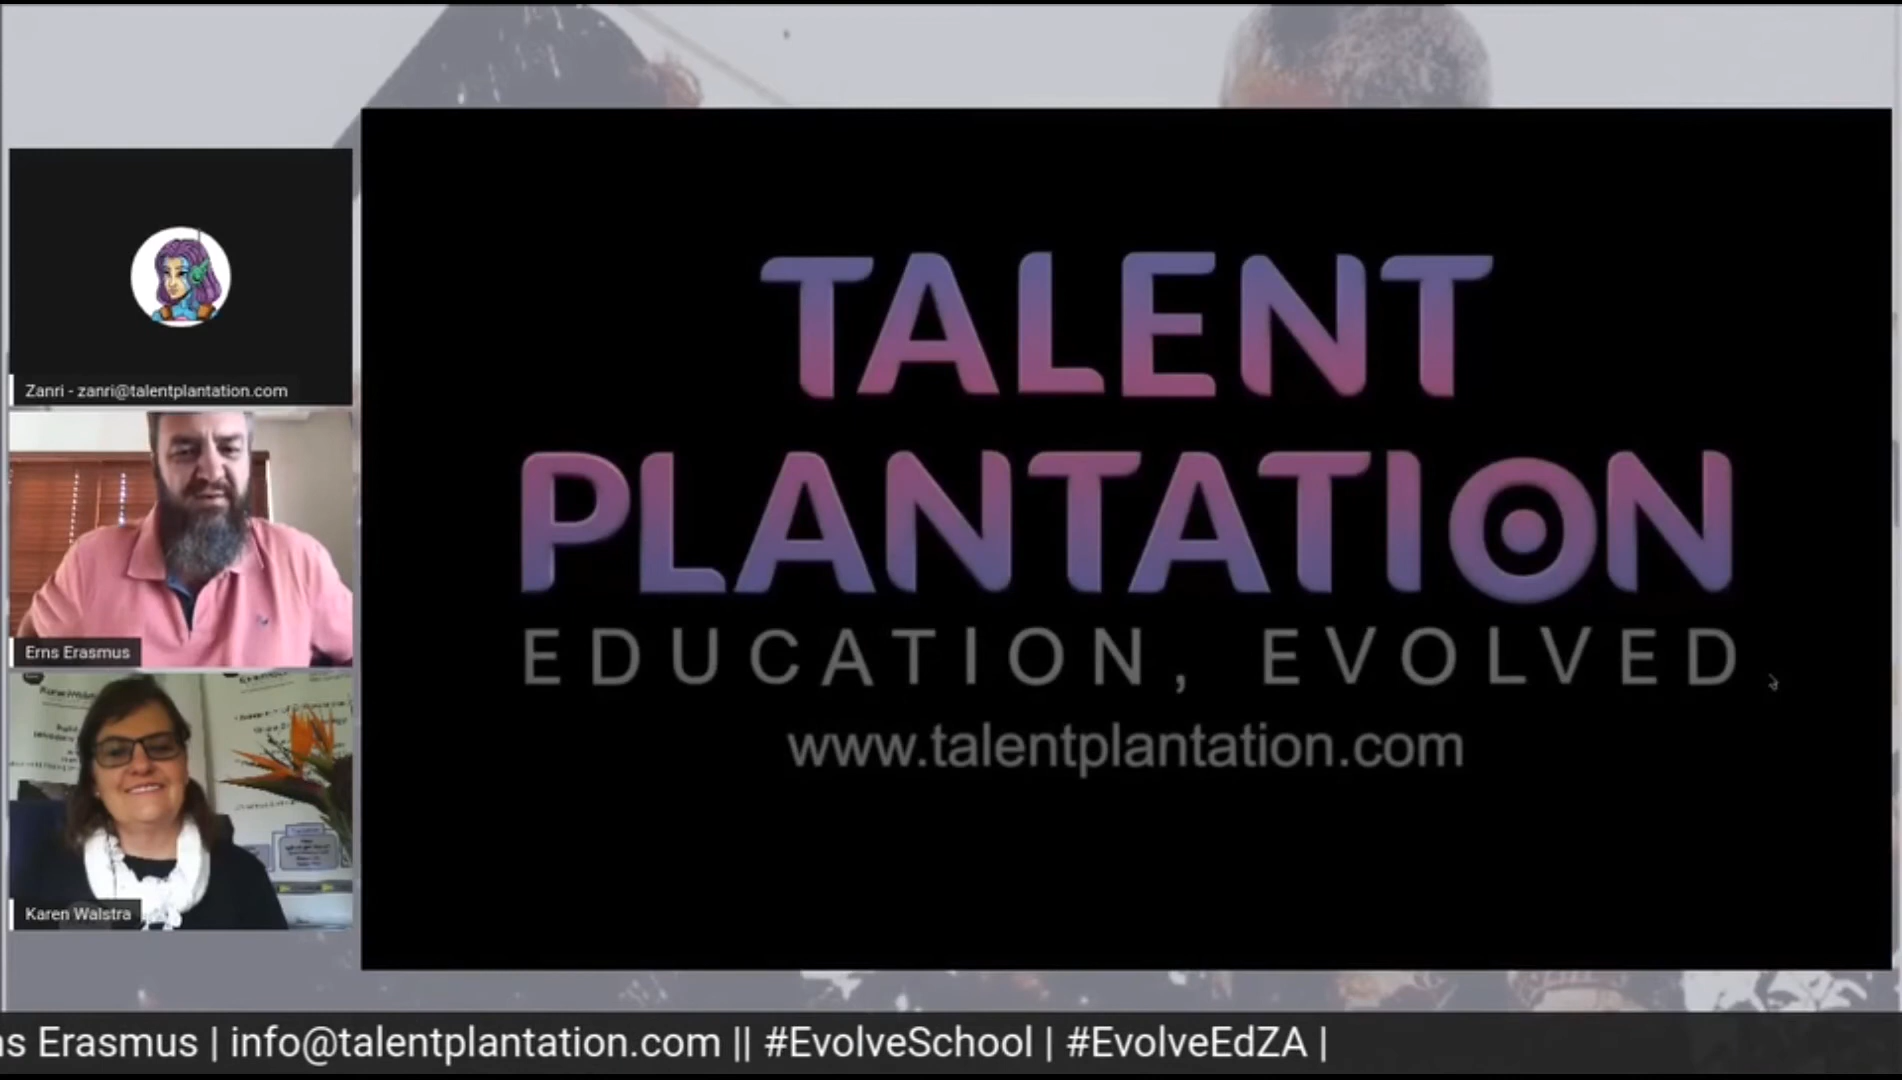 Zanri - zanri@talentplantation.com
Erns Erasmus
Karen Walstra
TALENT
PLANTATION
EDUCATION, EVOLVED
www.talentplantation.com
Erasmus | info@talentplantation.com || #EvolveSchool | #EvolveEdZA |